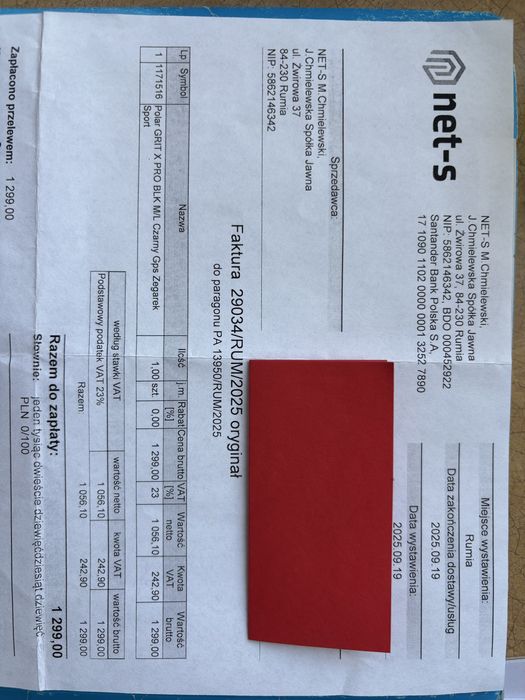 net-s
NET-S M.Chmielewski,
J.Chmielewska Spółka Jawna
ul. Żwirowa 37, 84-230 Rumia
NIP: 5862146342, BDO 000452922
Santander Bank Polska S.A.
17 1090 1102 0000 0001 3252 7890
Miejsce wystawienia:
Rumia
Data zakończenia dostawy/usług
2025.09.19
Data wystawienia:
2025.09.19
Sprzedawca:
NET-S M.Chmielewski,
J.Chmielewska Spółka Jawna
ul. Żwirowa 37
84-230 Rumia
NIP: 5862146342
Faktura 29034/RUM/2025 oryginał
do paragonu PA 13950/RUM/2025
Lp Symbol Nazwa Ilość j.m. Rabat [%] Cena brutto VAT [%] Wartość netto Kwota VAT Wartość brutto
1 1171516 Polar GRIT X PRO BLK M/L Czarny Gps Zegarek 1,00 szt. 0,00 1 299,00 23 1 056,10 242,90 1 299,00
Sport
według stawki VAT wartość netto kwota VAT wartość brutto
Podstawowy podatek VAT 23% 1 056,10 242,90 1 299,00
Razem: 1 056,10 242,90 1 299,00
Razem do zapłaty: 1 299,00
Słownie: jeden tysiąc dwieście dziewięćdziesiąt dziewięć
PLN 0/100
Zapłacono przelewem: 1 299,00